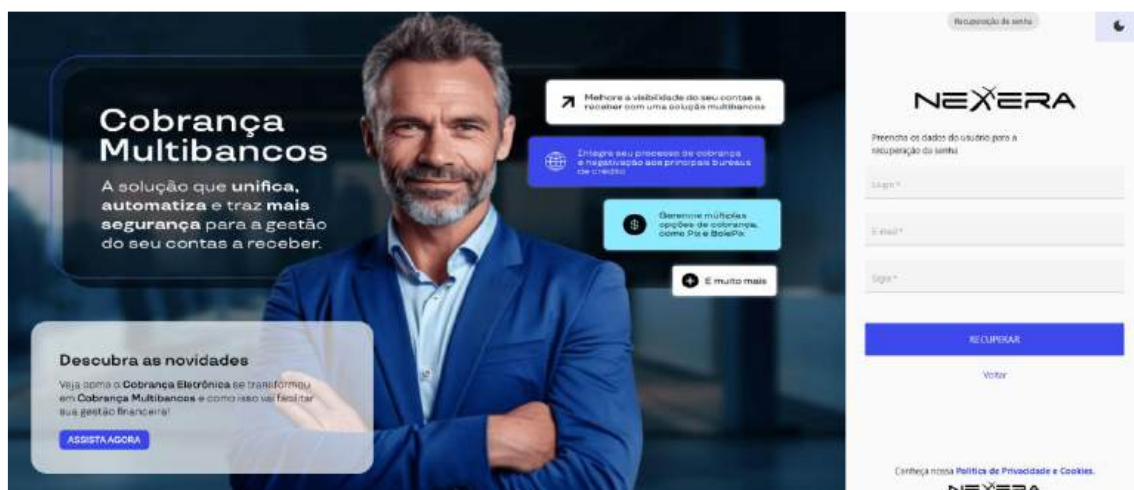 Cobrança
Multibancos
A solução que unifica,
automatiza e traz mais
segurança para a gestão
do seu contas a receber.
Melhore a visibilidade do seu contas a
receber com uma solução multibancos
Integre seu processo de cobrança
e negativação aos principais bureaus
de crédito
Gerencie múltiplas
opções de cobrança,
como Pix e BolePix
E muito mais
Descubra as novidades
Veja como o Cobrança Eletrônica se transformou
em Cobrança Multibancos e como isso vai facilitar
sua gestão financeira!
ASSISTA AGORA
Recuperação de senha
NEXERA
Preencha os dados do usuário para a
recuperação da senha
Login *
E-mail *
Sigla *
RECUPERAR
Voltar
Conheça nossa Política de Privacidade e Cookies.
NEXERA